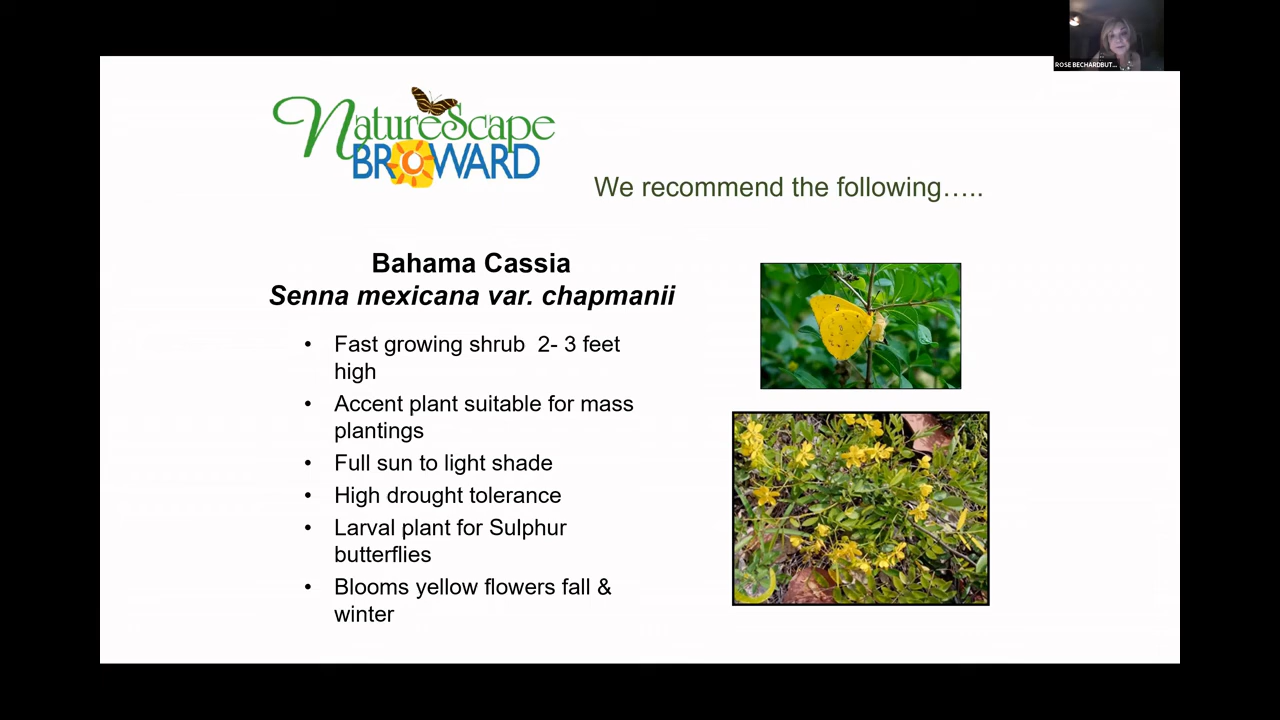 ROSE BECHARDBUT...
NatureScape
BROWARD
We recommend the following…..
Bahama Cassia
Senna mexicana var. chapmanii
• Fast growing shrub 2- 3 feet
high
• Accent plant suitable for mass
plantings
• Full sun to light shade
• High drought tolerance
• Larval plant for Sulphur
butterflies
• Blooms yellow flowers fall &
winter